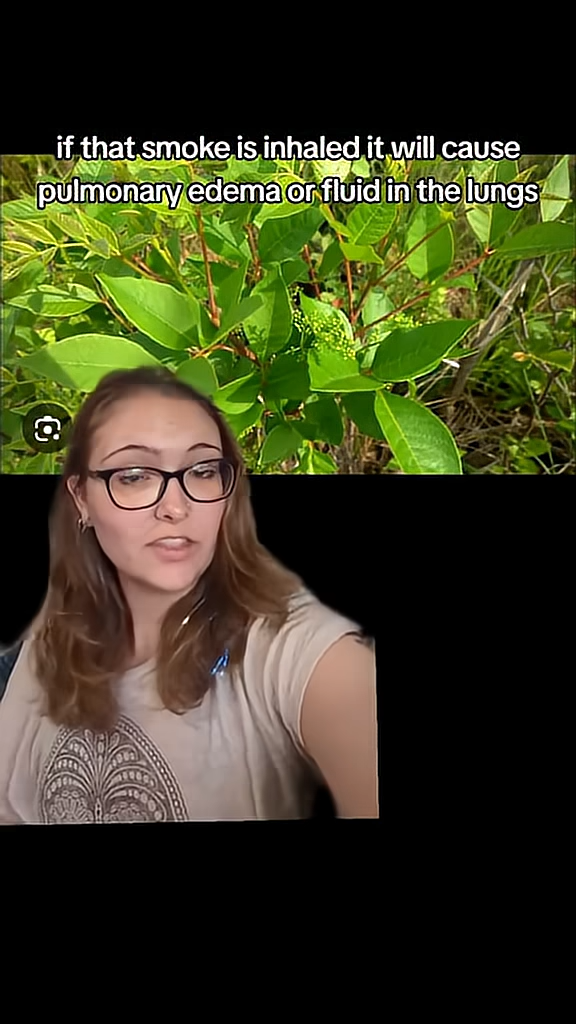 if that smoke is inhaled it will cause
pulmonary edema or fluid in the lungs